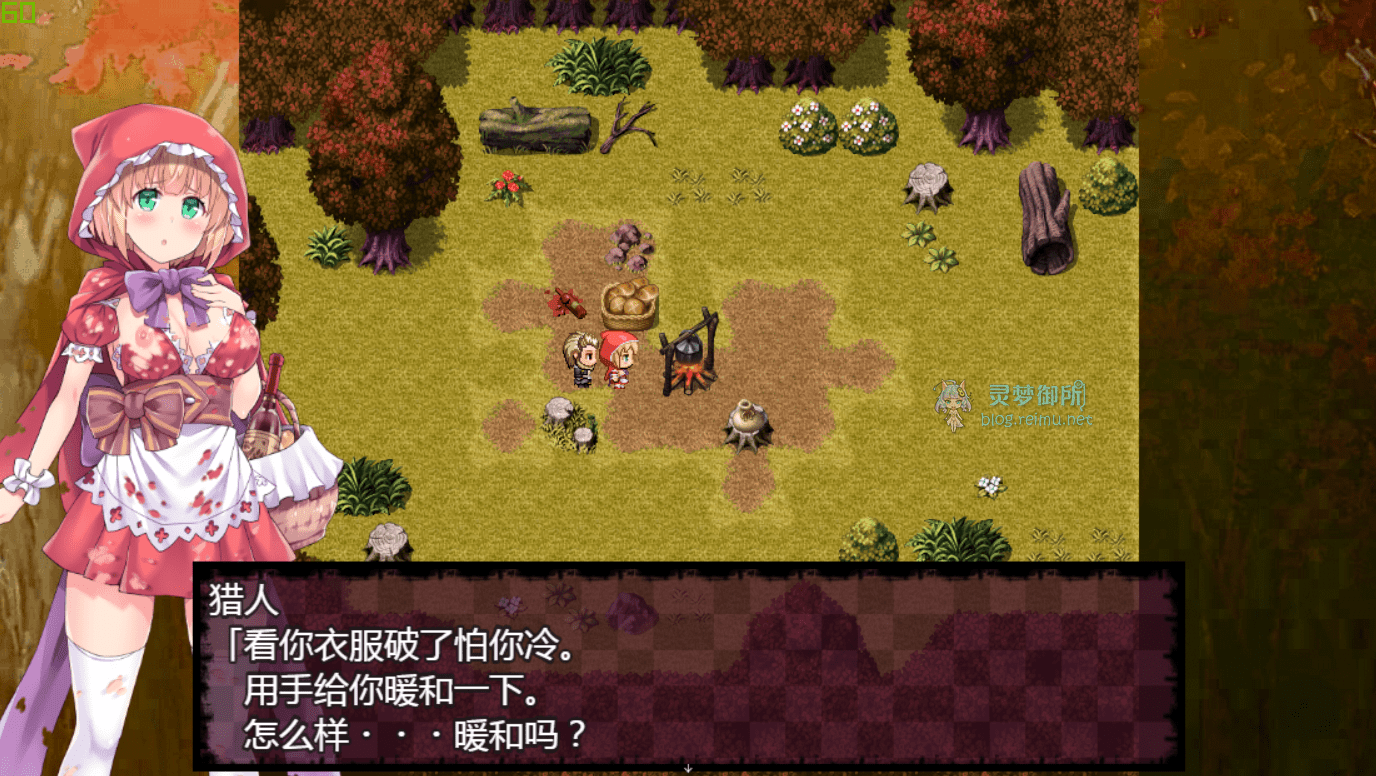 60
灵梦御所
blog.reimu.net
猎人
「看你衣服破了怕你冷。
用手给你暖和一下。
怎么样・・・暖和吗？